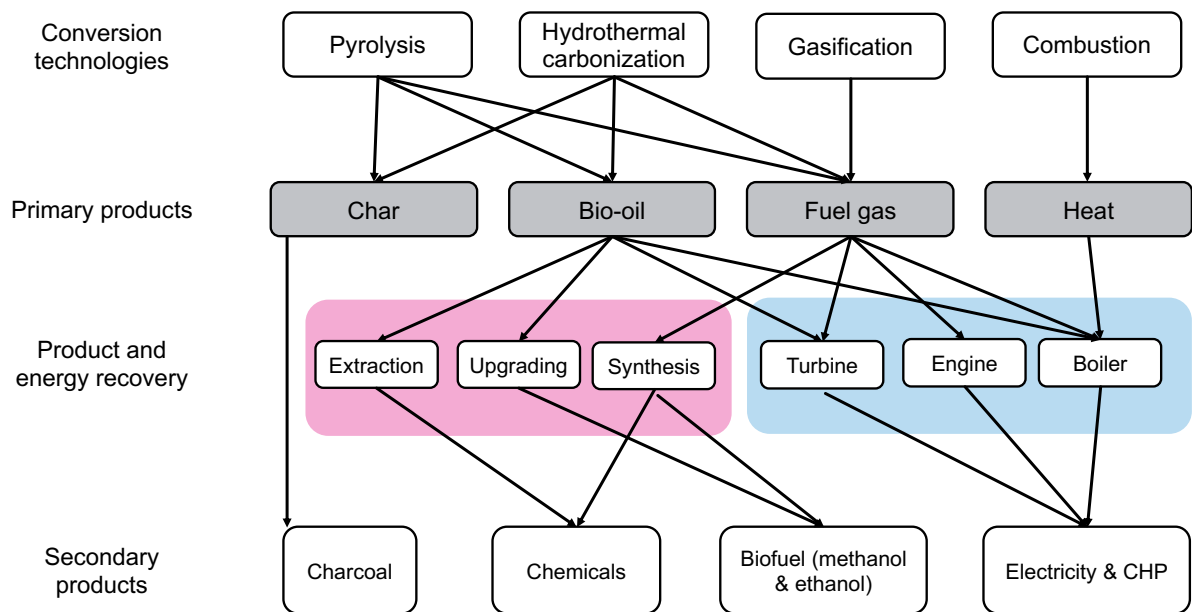 Conversion
technologies
Pyrolysis
Hydrothermal
carbonization
Gasification
Combustion
Primary products
Char
Bio-oil
Fuel gas
Heat
Product and
energy recovery
Extraction
Upgrading
Synthesis
Turbine
Engine
Boiler
Secondary
products
Charcoal
Chemicals
Biofuel (methanol
& ethanol)
Electricity & CHP